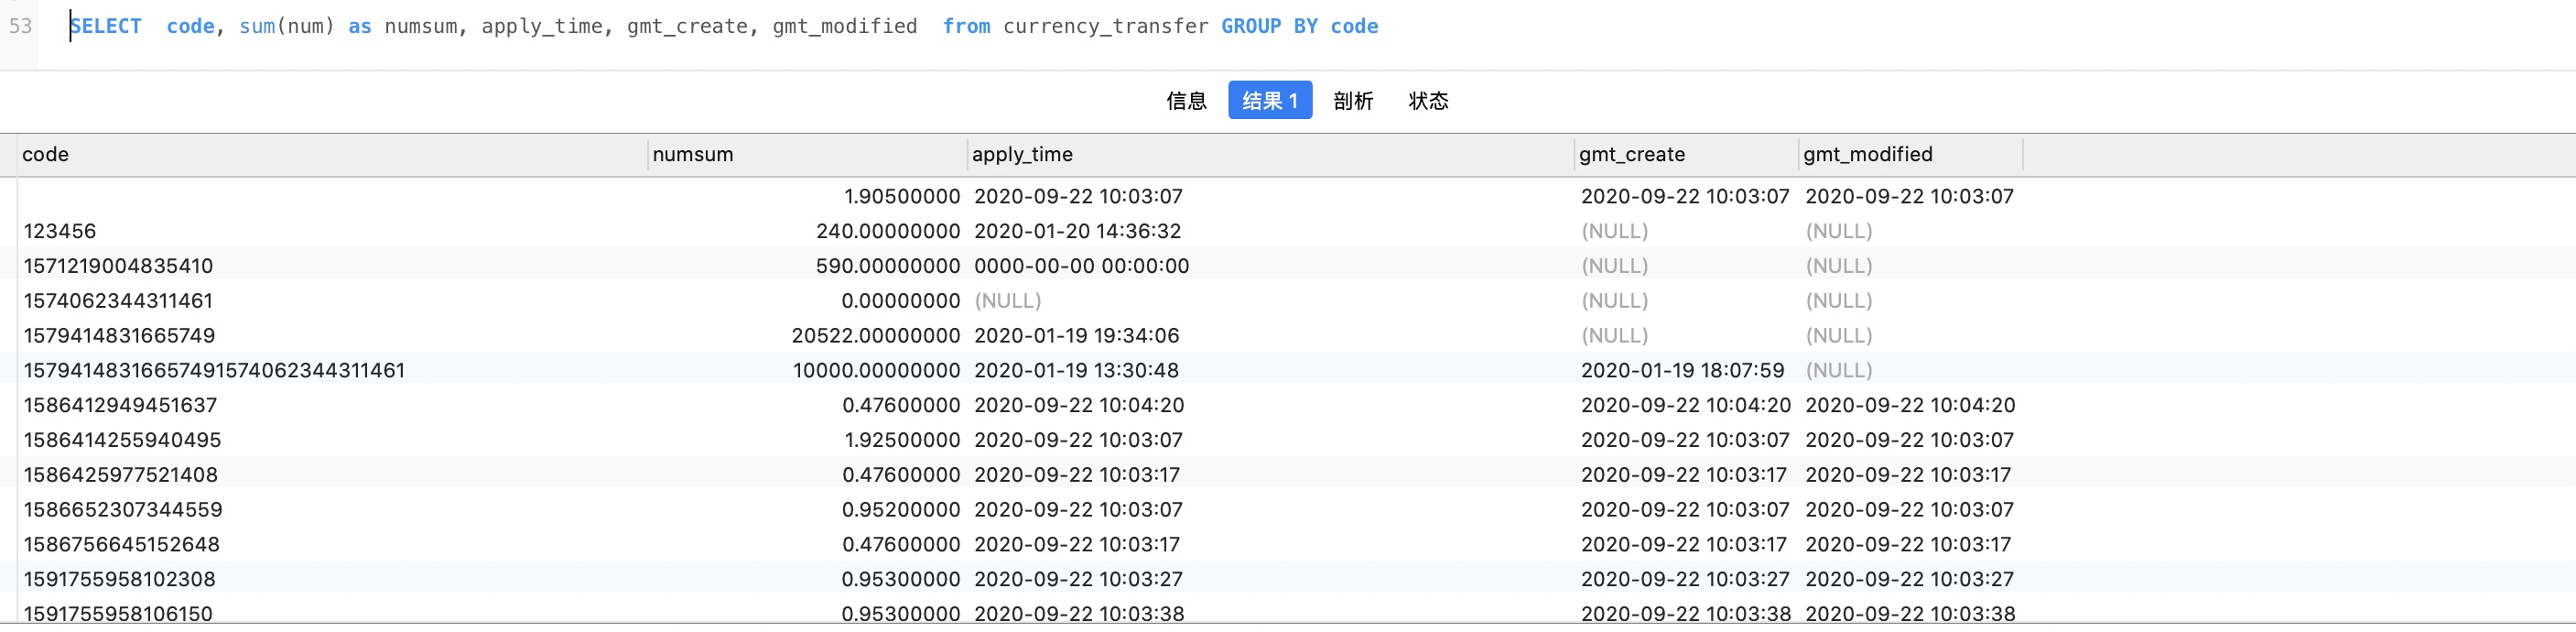 53 SELECT code, sum(num) as numsum, apply_time, gmt_create, gmt_modified from currency_transfer GROUP BY code
信息 结果 1 剖析 状态
code numsum apply_time gmt_create gmt_modified
1.90500000 2020-09-22 10:03:07 2020-09-22 10:03:07 2020-09-22 10:03:07
123456 240.00000000 2020-01-20 14:36:32 (NULL) (NULL)
1571219004835410 590.00000000 0000-00-00 00:00:00 (NULL) (NULL)
1574062344311461 0.00000000 (NULL) (NULL) (NULL)
1579414831665749 20522.00000000 2020-01-19 19:34:06 (NULL) (NULL)
15794148316657491574062344311461 10000.00000000 2020-01-19 13:30:48 2020-01-19 18:07:59 (NULL)
1586412949451637 0.47600000 2020-09-22 10:04:20 2020-09-22 10:04:20 2020-09-22 10:04:20
1586414255940495 1.92500000 2020-09-22 10:03:07 2020-09-22 10:03:07 2020-09-22 10:03:07
1586425977521408 0.47600000 2020-09-22 10:03:17 2020-09-22 10:03:17 2020-09-22 10:03:17
1586652307344559 0.95200000 2020-09-22 10:03:07 2020-09-22 10:03:07 2020-09-22 10:03:07
1586756645152648 0.47600000 2020-09-22 10:03:17 2020-09-22 10:03:17 2020-09-22 10:03:17
1591755958102308 0.95300000 2020-09-22 10:03:27 2020-09-22 10:03:27 2020-09-22 10:03:27
1591755958106150 0.95300000 2020-09-22 10:03:38 2020-09-22 10:03:38 2020-09-22 10:03:38